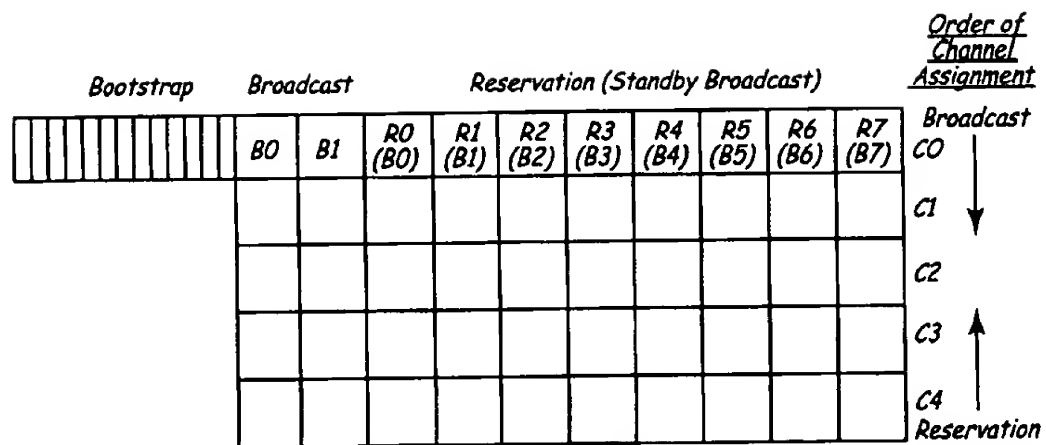 Order of
Channel
Assignment
Bootstrap Broadcast Reservation (Standby Broadcast)
Broadcast
B0 B1 R0 R1 R2 R3 R4 R5 R6 R7 C0
(B0) (B1) (B2) (B3) (B4) (B5) (B6) (B7)
C1
C2
C3
C4
Reservation